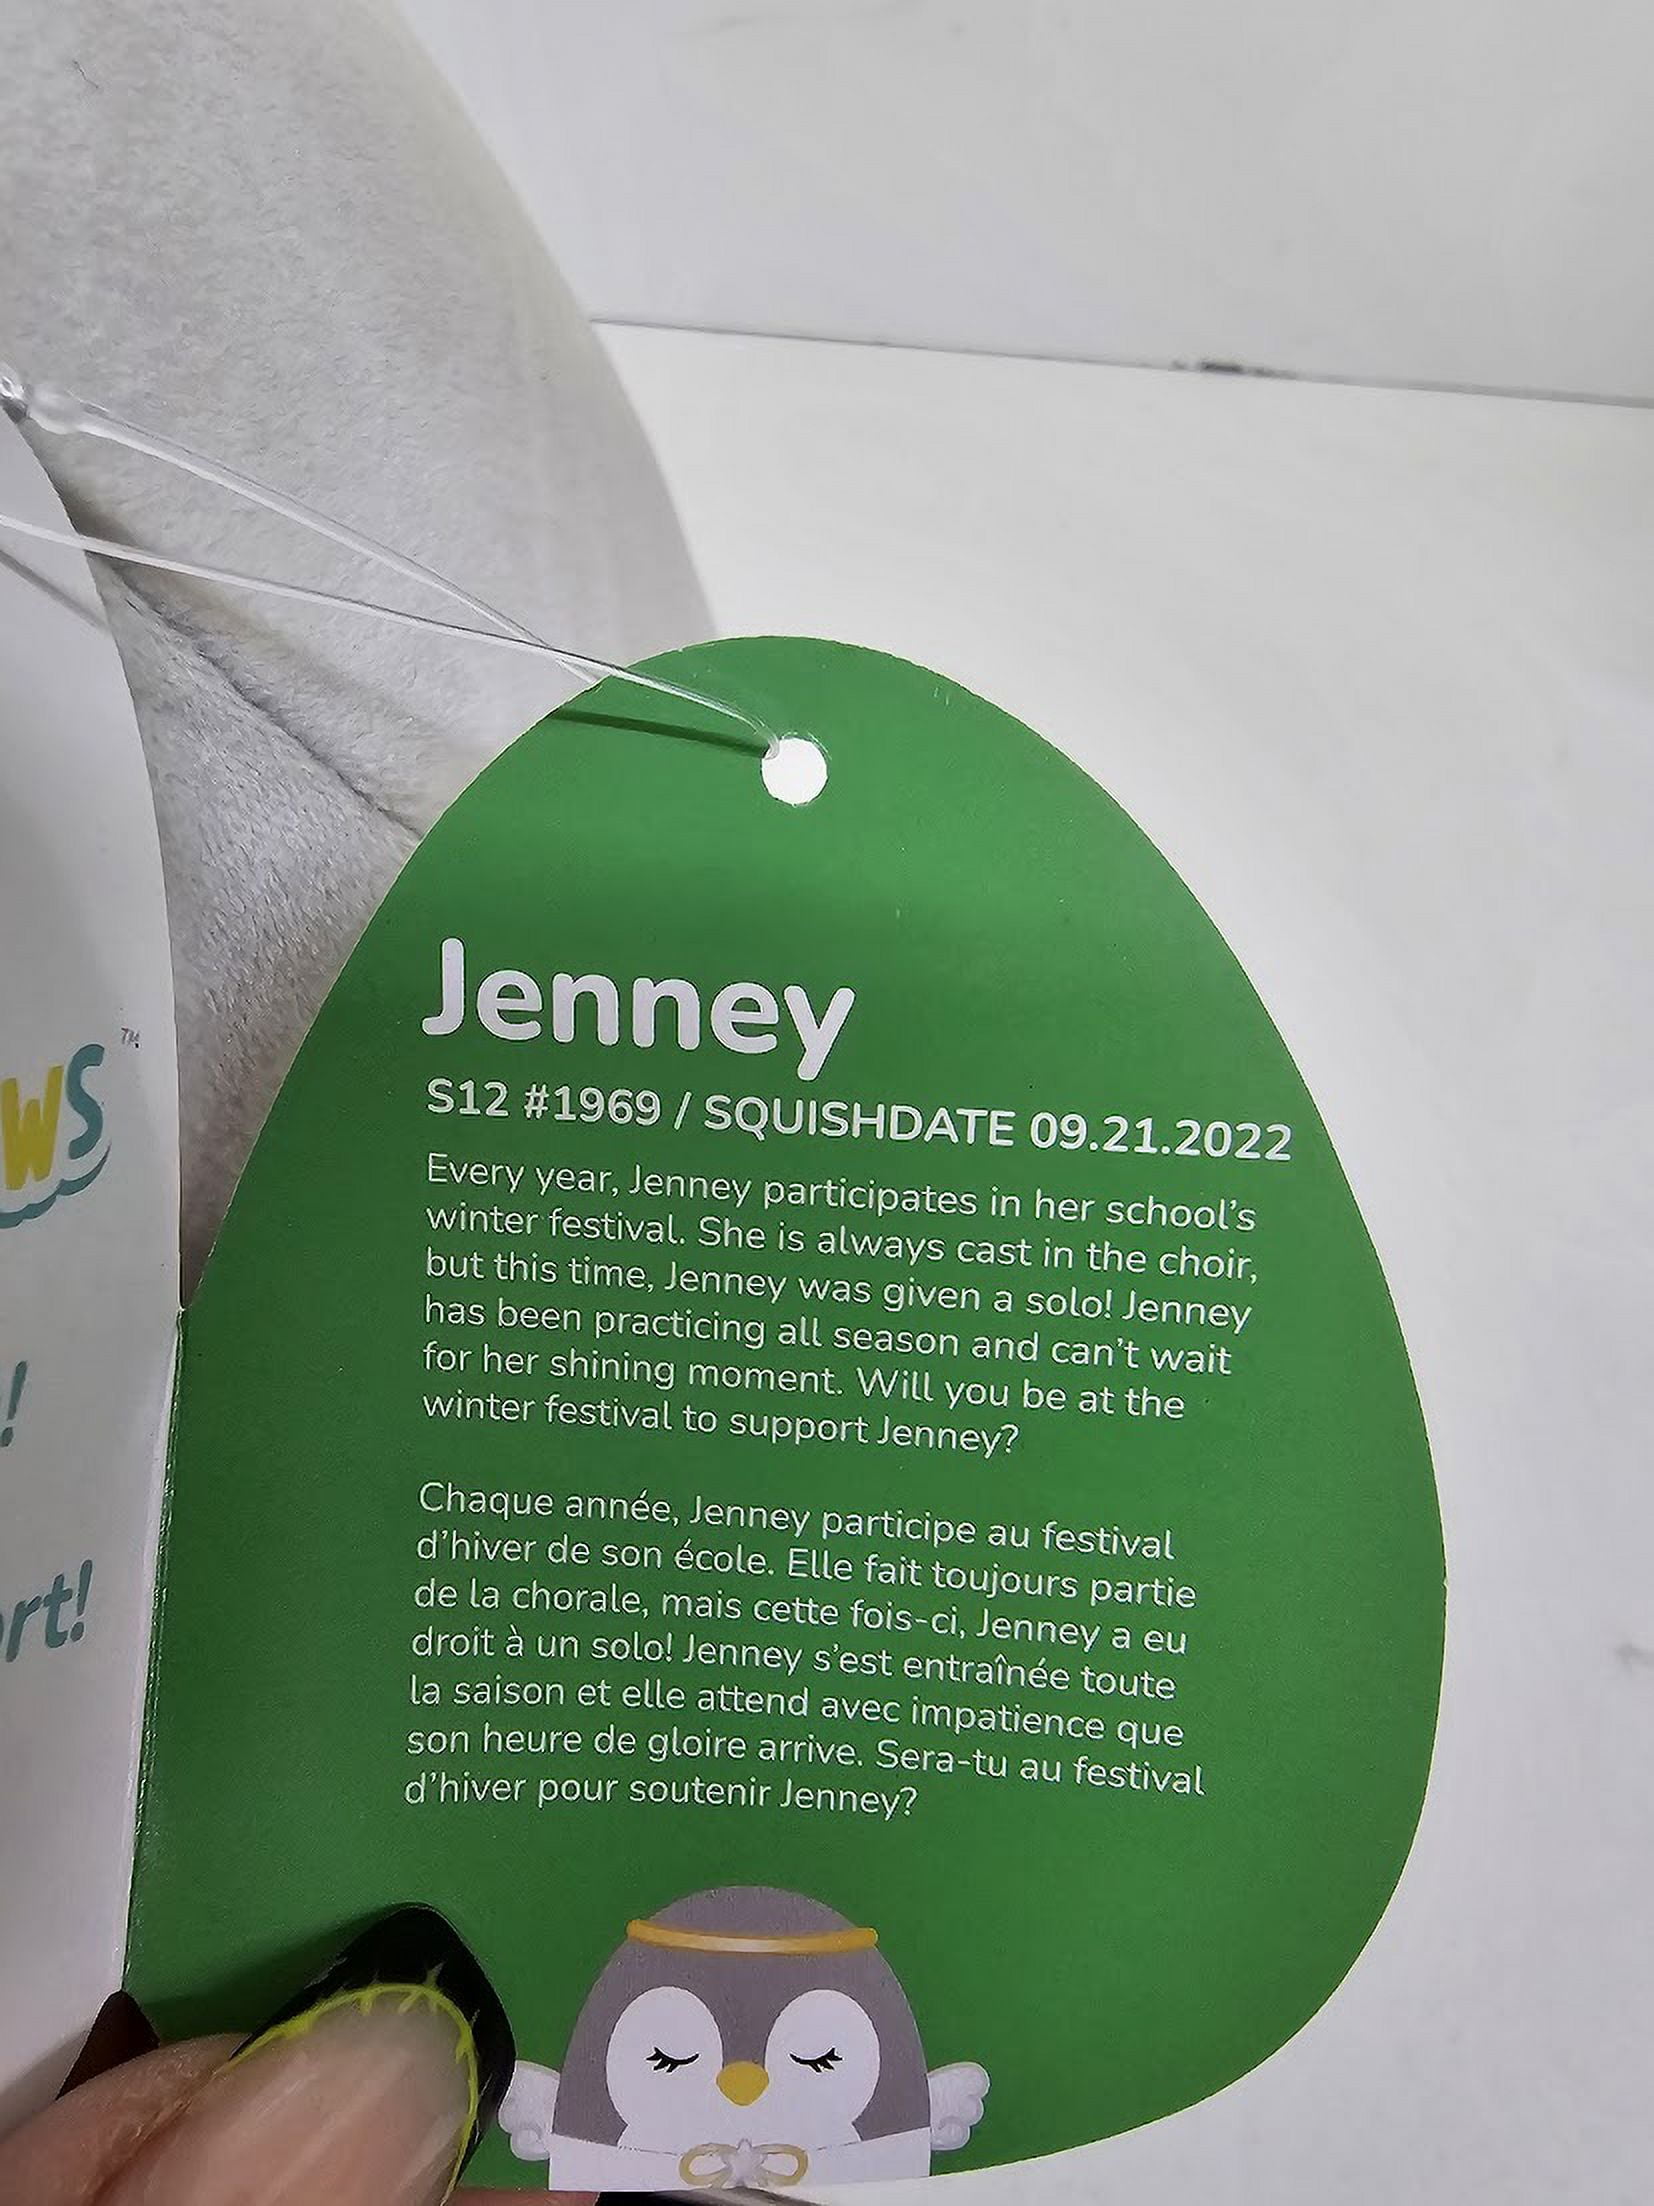 Jenney
S12 #1969 / SQUISHDATE 09.21.2022
Every year, Jenney participates in her school's
winter festival. She is always cast in the choir,
but this time, Jenney was given a solo! Jenney
has been practicing all season and can't wait
for her shining moment. Will you be at the
winter festival to support Jenney?
Chaque année, Jenney participe au festival
d'hiver de son école. Elle fait toujours partie
de la chorale, mais cette fois-ci, Jenney a eu
droit à un solo! Jenney s'est entraînée toute
la saison et elle attend avec impatience que
son heure de gloire arrive. Sera-tu au festival
d'hiver pour soutenir Jenney?